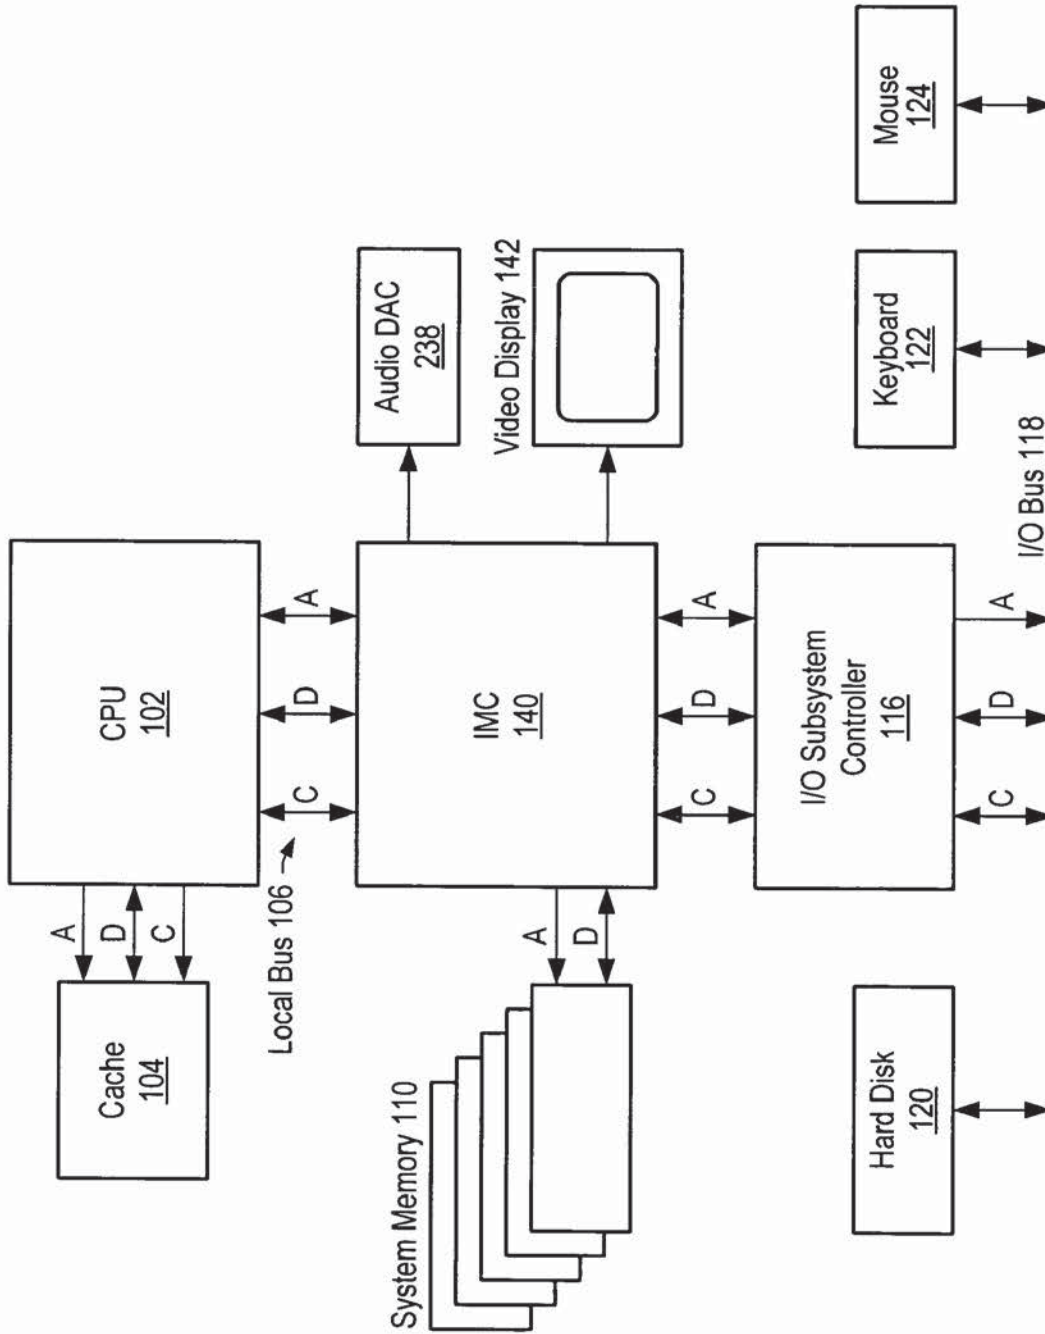 CPU
102
Cache
104
A
D
C
Local Bus 106
C
D
A
Audio DAC
238
IMC
140
Video Display 142
System Memory 110
A
D
C
D
A
I/O Subsystem
Controller
116
Hard Disk
120
Keyboard
122
Mouse
124
C
D
A
I/O Bus 118